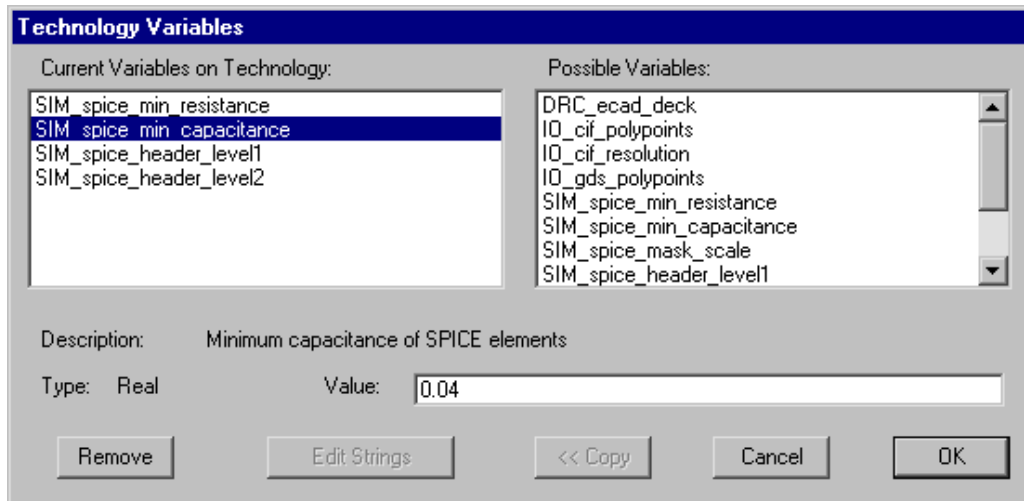 Technology Variables
Current Variables on Technology:
SIM_spice_min_resistance
SIM_spice_min_capacitance
SIM_spice_header_level1
SIM_spice_header_level2
Possible Variables:
DRC_ecad_deck
IO_cif_polypoints
IO_cif_resolution
IO_gds_polypoints
SIM_spice_min_resistance
SIM_spice_min_capacitance
SIM_spice_mask_scale
SIM_spice_header_level1
Description: Minimum capacitance of SPICE elements
Type: Real Value: 0.04
Remove Edit Strings << Copy Cancel OK